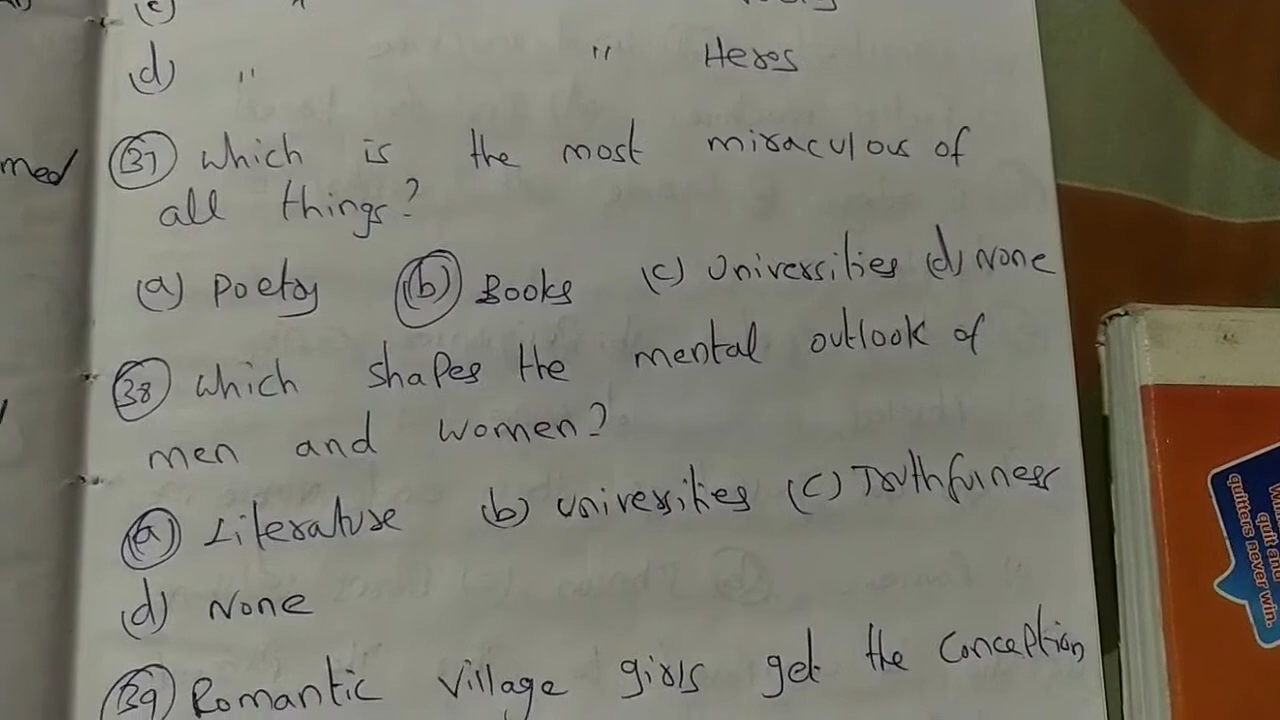 (c)
(d) " " Heros
med
(37) which is the most miraculous of
all things?
(a) Poetry (b) Books (c) Universities (d) None
(38) which shapes the mental outlook of
men and women?
(a) Literature (b) Universities (c) Truthfulness
(d) None
(39) Romantic village girls get the conception
quit and
quitters never win.